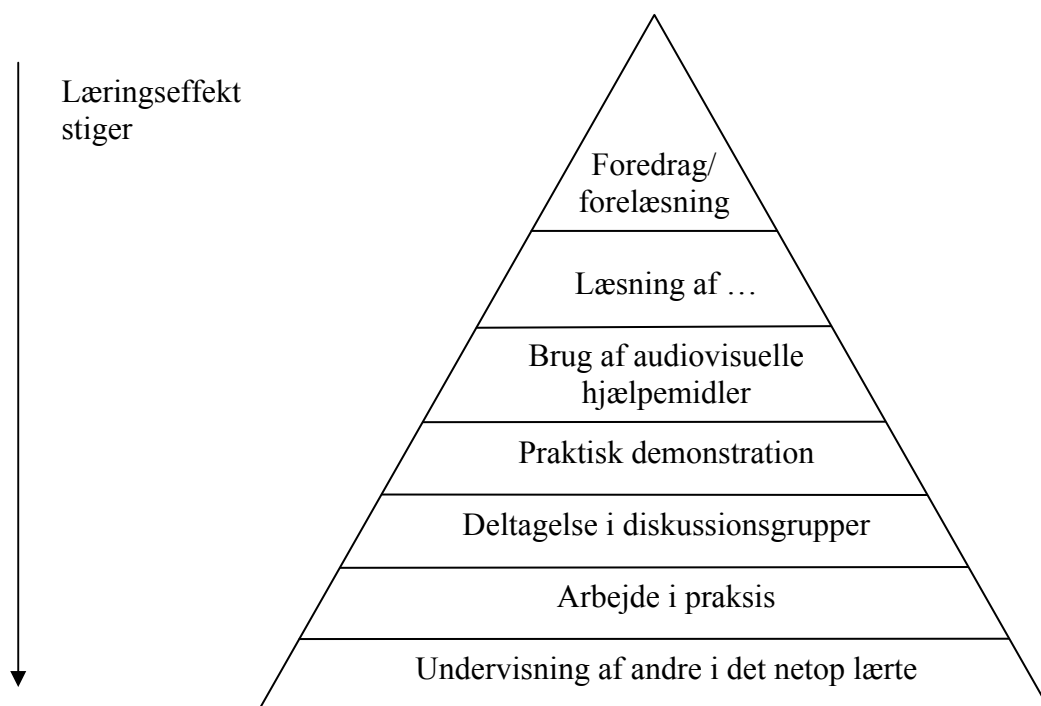 Læringseffekt
stiger
Foredrag/
forelæsning
Læsning af …
Brug af audiovisuelle
hjælpemidler
Praktisk demonstration
Deltagelse i diskussionsgrupper
Arbejde i praksis
Undervisning af andre i det netop lærte